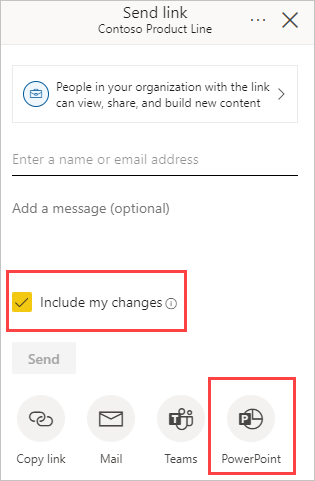 Send link
Contoso Product Line
People in your organization with the link
can view, share, and build new content
Enter a name or email address
Add a message (optional)
Include my changes
Send
Copy link
Mail
Teams
PowerPoint